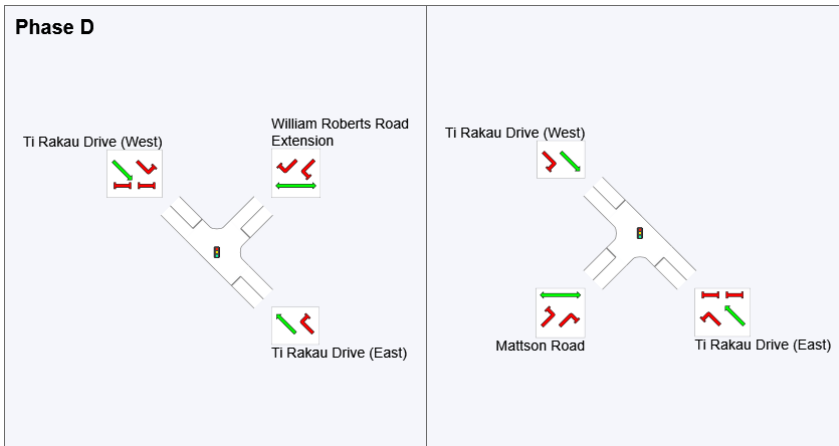 Phase D
Ti Rakau Drive (West)
William Roberts Road
Extension
Ti Rakau Drive (East)
Ti Rakau Drive (West)
Mattson Road
Ti Rakau Drive (East)